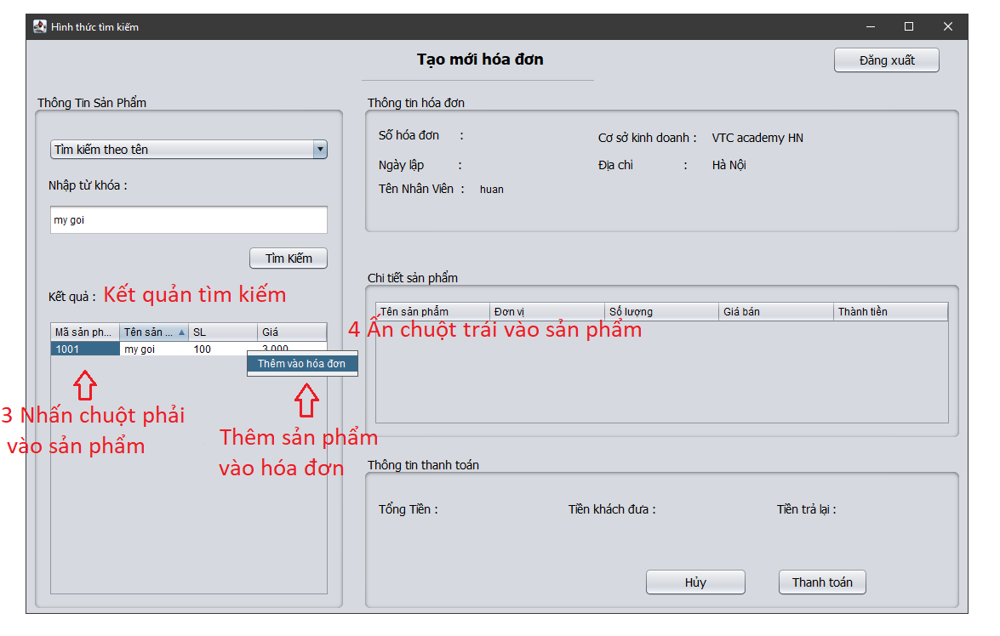 Hình thức tìm kiếm
Tạo mới hóa đơn
Đăng xuất
Thông Tin Sản Phẩm
Tìm kiếm theo tên
Nhập từ khóa :
my goi
Tìm Kiếm
Kết quả : Kết quản tìm kiếm
Mã sản ph... Tên sản ... SL Giá
1001 my goi 100 3.000
Thêm vào hóa đơn
3 Nhấn chuột phải
vào sản phẩm
Thêm sản phẩm
vào hóa đơn
Thông tin hóa đơn
Số hóa đơn : Cơ sở kinh doanh : VTC academy HN
Ngày lập : Địa chỉ : Hà Nội
Tên Nhân Viên : huan
Chi tiết sản phẩm
Tên sản phẩm Đơn vị Số lượng Giá bán Thành tiền
4 Ấn chuột trái vào sản phẩm
Thông tin thanh toán
Tổng Tiền : Tiền khách đưa : Tiền trả lại :
Hủy Thanh toán